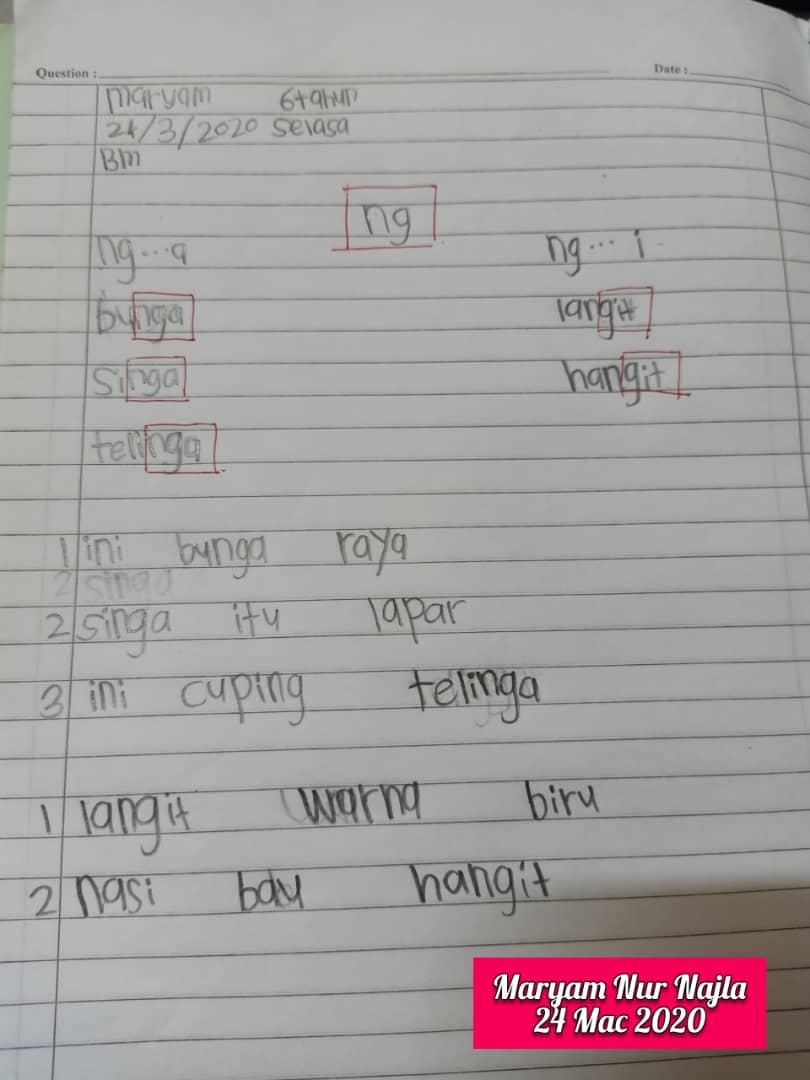 Question :
Date :
maryam 6tahun
24/3/2020 selasa
Bm
ng
ng...a
ng... i
bunga
langit
singa
hangit
telinga
1 ini bunga raya
2 singa
2 singa itu lapar
3 ini cuping telinga
1 langit warna biru
2 nasi bau hangit
Maryam Nur Najla
24 Mac 2020